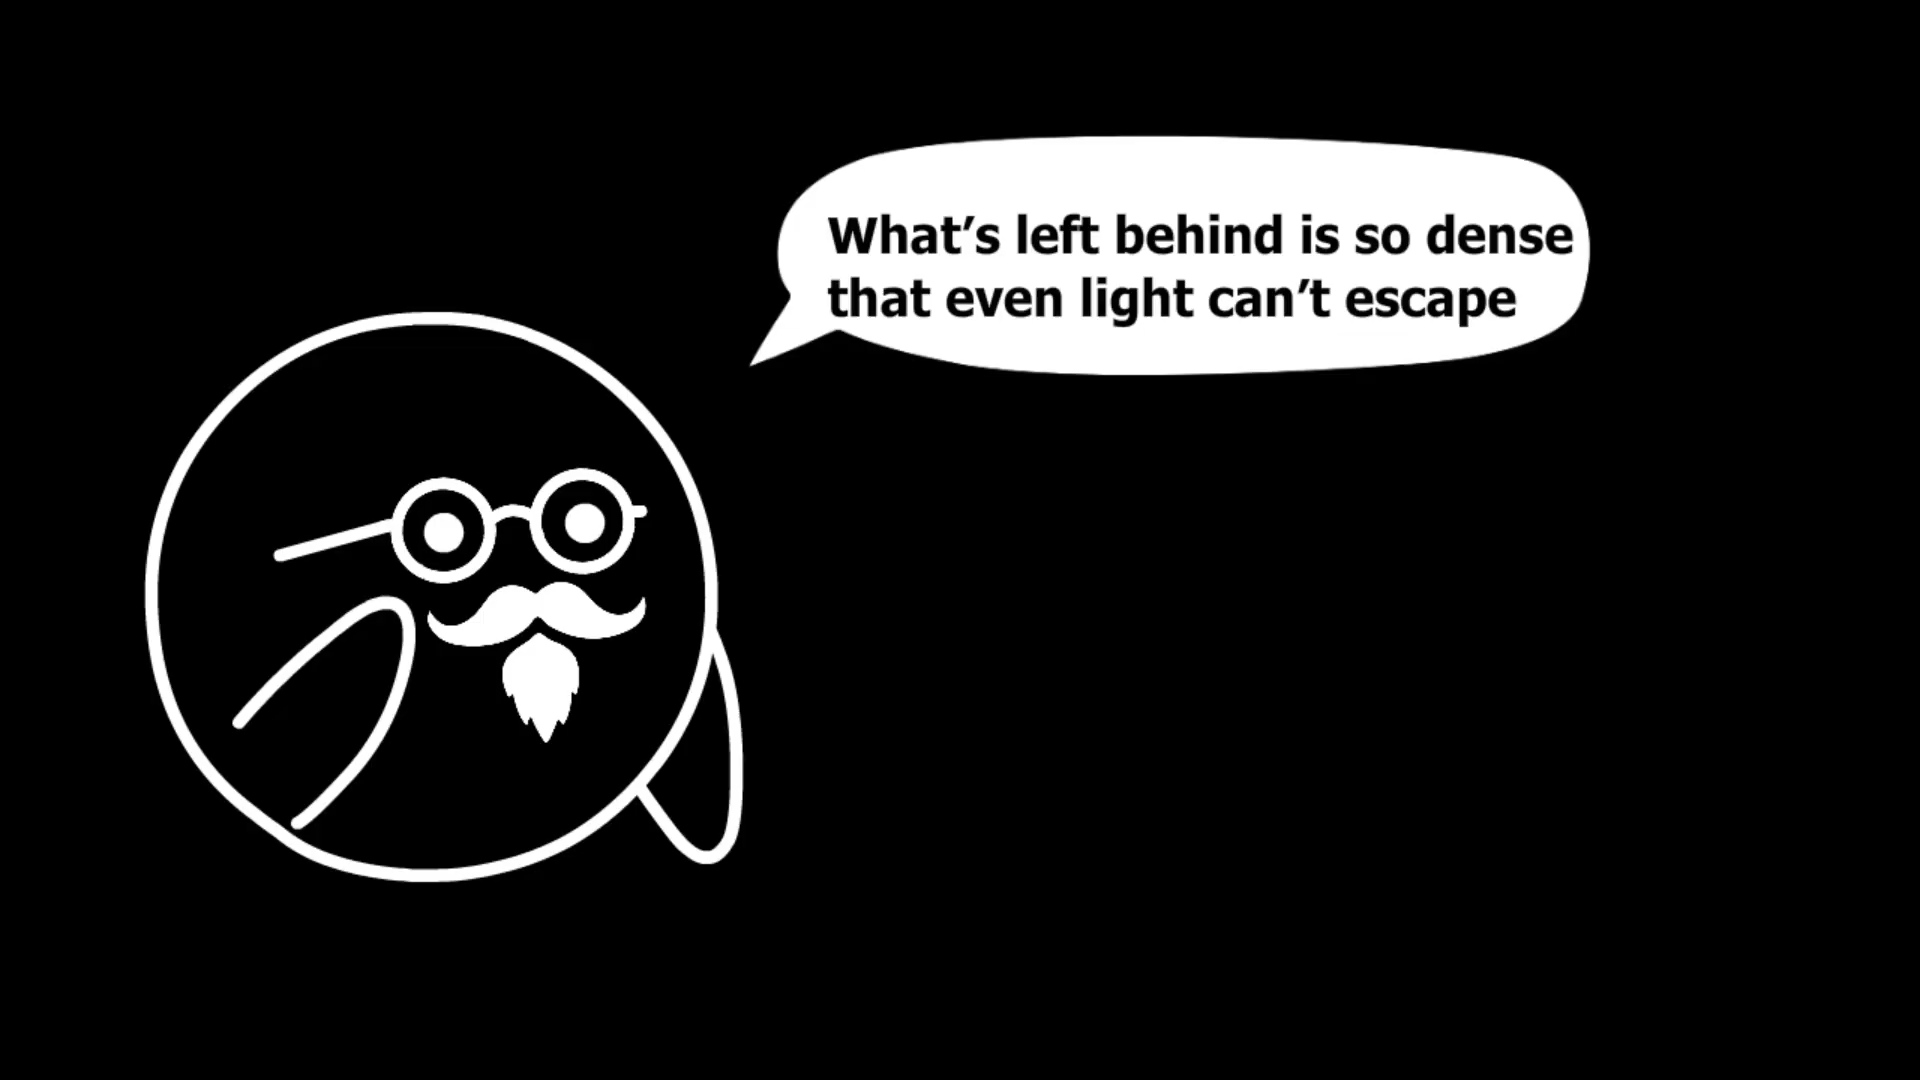 What’s left behind is so dense
that even light can’t escape